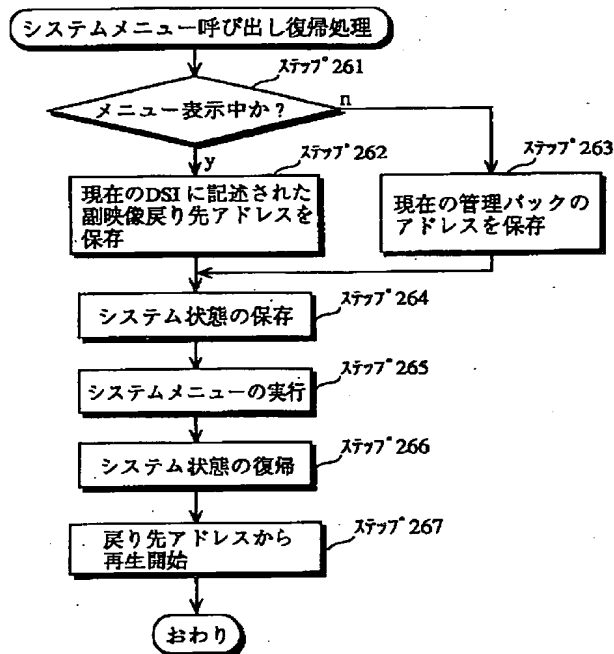 システムメニュー呼び出し復帰処理
ステップ261
メニュー表示中か？
n
y
ステップ262
現在のDSIに記述された
副映像戻り先アドレスを
保存
ステップ263
現在の管理パックの
アドレスを保存
ステップ264
システム状態の保存
ステップ265
システムメニューの実行
ステップ266
システム状態の復帰
ステップ267
戻り先アドレスから
再生開始
おわり